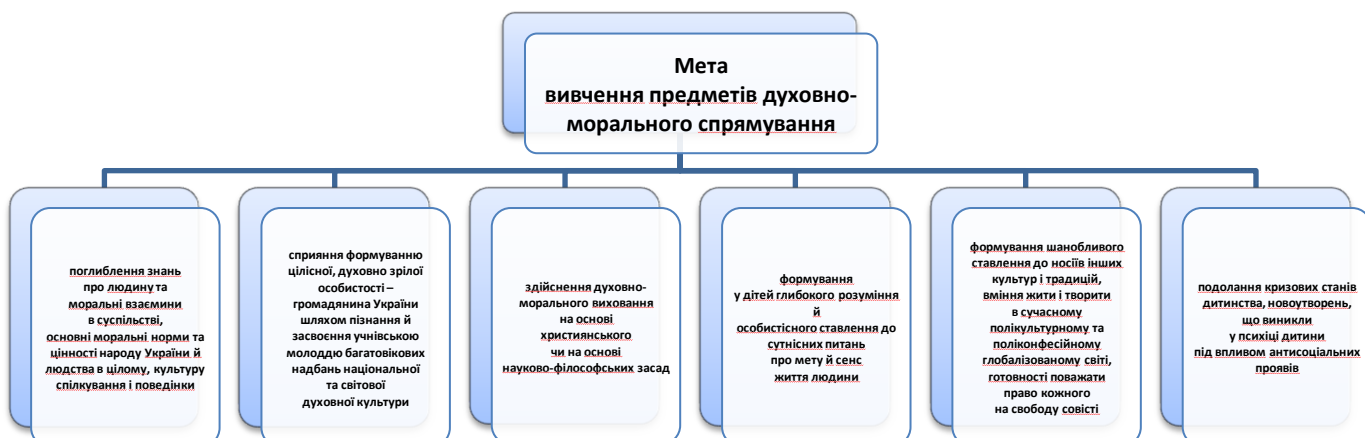 Мета
вивчення предметів духовно-
морального спрямування
поглиблення знань
про людину та
моральні взаємини
в суспільстві,
основні моральні норми та
цінності народу України й
людства в цілому, культуру
спілкування і поведінки
сприяння формуванню
цілісної, духовно зрілої
особистості –
громадянина України
шляхом пізнання й
засвоєння учнівською
молоддю багатовікових
надбань національної
та світової
духовної культури
здійснення духовно-
морального виховання
на основі
християнського
чи на основі
науково-філософських засад
формування
у дітей глибокого розуміння
й
особистісного ставлення до
сутнісних питань
про мету й сенс
життя людини
формування шанобливого
ставлення до носіїв інших
культур і традицій,
вміння жити і творити
в сучасному
полікультурному та
поліконфесійному
глобалізованому світі,
готовності поважати
право кожного
на свободу совісті
подолання кризових станів
дитинства, новоутворень,
що виникли
у психіці дитини
під впливом антисоціальних
проявів